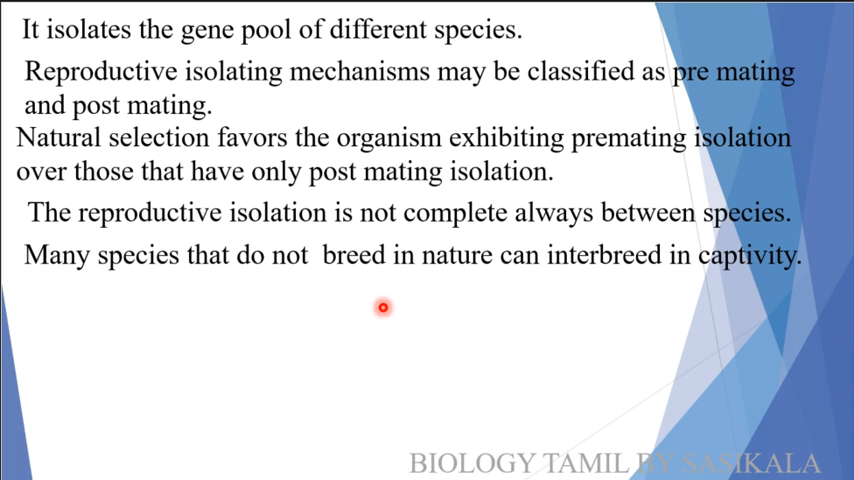 It isolates the gene pool of different species.
Reproductive isolating mechanisms may be classified as pre mating
and post mating.
Natural selection favors the organism exhibiting premating isolation
over those that have only post mating isolation.
The reproductive isolation is not complete always between species.
Many species that do not  breed in nature can interbreed in captivity.
BIOLOGY TAMIL BY SASIKALA